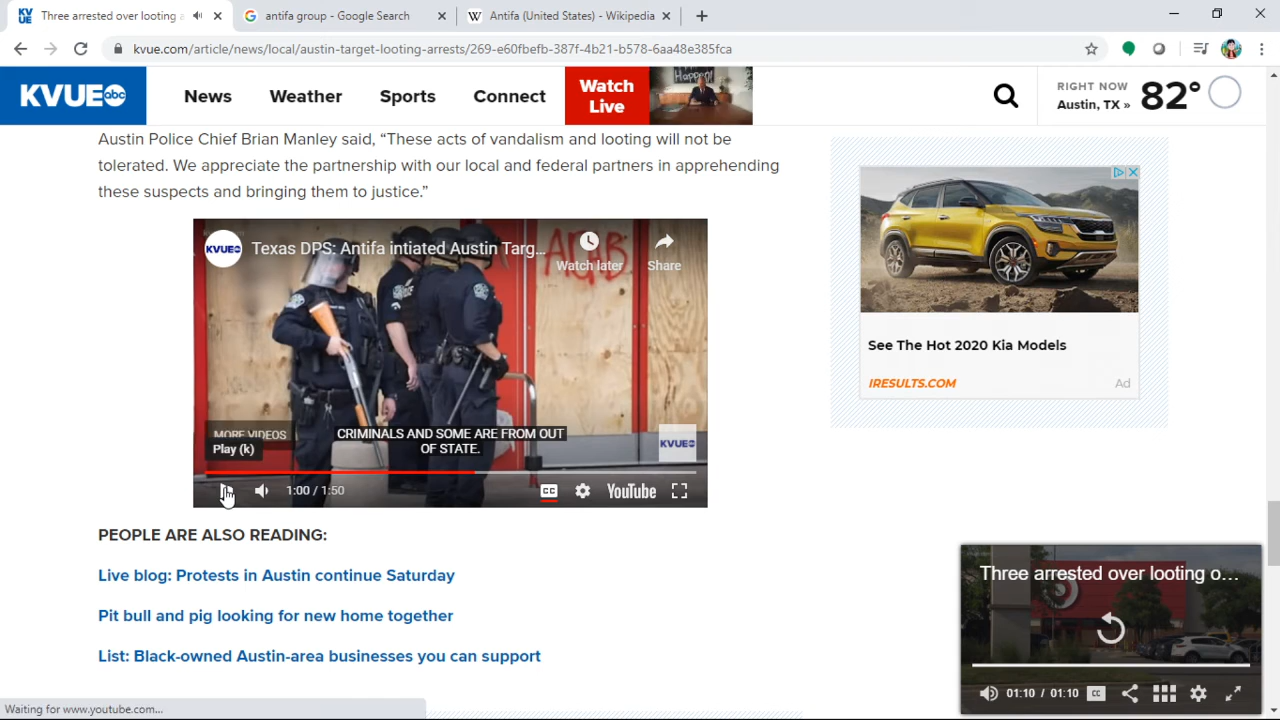 Three arrested over looting a
antifa group - Google Search
W Antifa (United States) - Wikipedia
kvue.com/article/news/local/austin-target-looting-arrests/269-e60fbefb-387f-4b21-b578-6aa48e385fca
KVUE abc
News
Weather
Sports
Connect
Watch
Live
RIGHT NOW
Austin, TX »
82°
Austin Police Chief Brian Manley said, “These acts of vandalism and looting will not be
tolerated. We appreciate the partnership with our local and federal partners in apprehending
these suspects and bringing them to justice.”
KVUE
Texas DPS: Antifa intiated Austin Targ...
Watch later
Share
MORE VIDEOS
Play (k)
CRIMINALS AND SOME ARE FROM OUT
OF STATE.
KVUE
1:00 / 1:50
CC
YouTube
See The Hot 2020 Kia Models
IRESULTS.COM
Ad
PEOPLE ARE ALSO READING:
Live blog: Protests in Austin continue Saturday
Pit bull and pig looking for new home together
List: Black-owned Austin-area businesses you can support
Three arrested over looting o...
01:10 / 01:10
CC
Waiting for www.youtube.com...